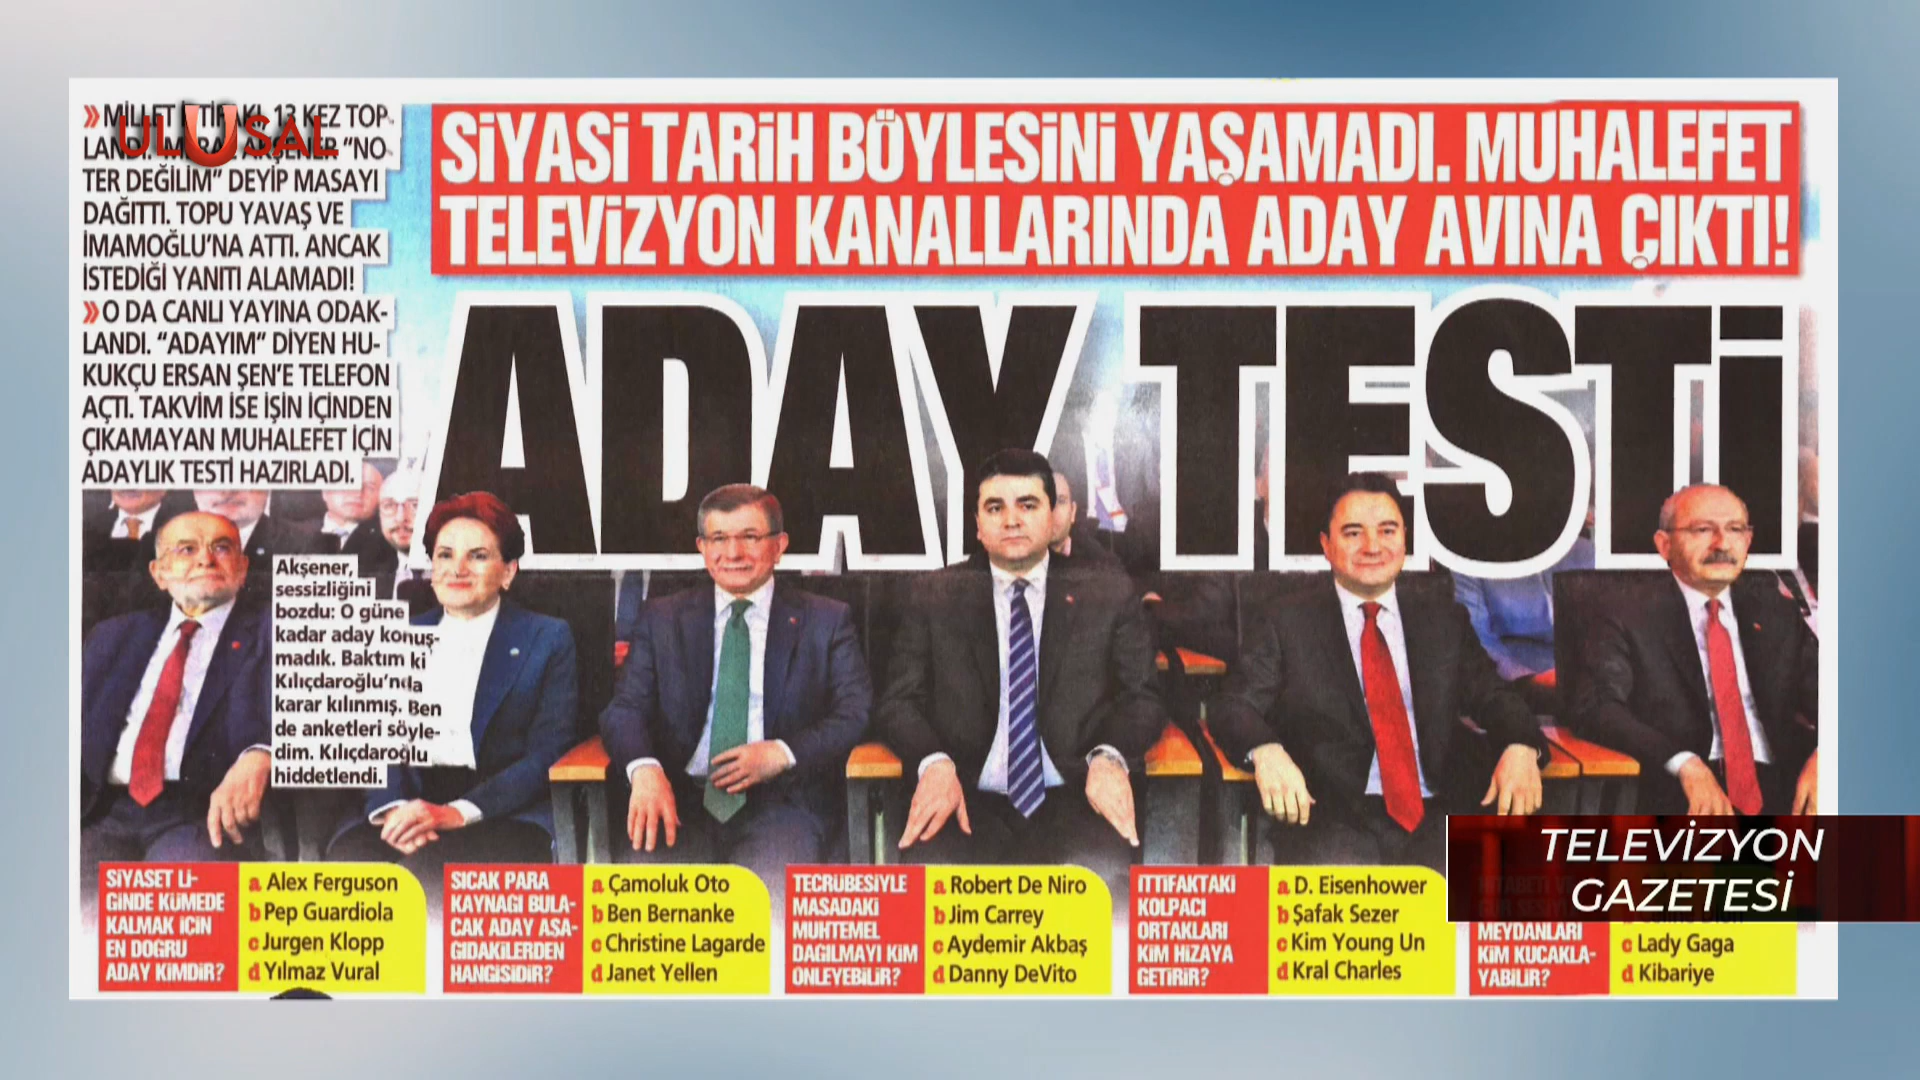 ULUSAL
» MİLLET İTTİFAKI, 13 KEZ TOP-
LANDI. MERAL AKŞENER "NO-
TER DEĞİLİM" DEYİP MASAYI
DAĞITTI. TOPU YAVAŞ VE
İMAMOĞLU'NA ATTI. ANCAK
İSTEDİĞİ YANITI ALAMADI!
» O DA CANLI YAYINA ODAK-
LANDI. "ADAYIM" DİYEN HU-
KUKÇU ERSAN ŞEN'E TELEFON
AÇTI. TAKVİM İSE İŞİN İÇİNDEN
ÇIKAMAYAN MUHALEFET İÇİN
ADAYLIK TESTİ HAZIRLADI.
SİYASİ TARİH BÖYLESİNİ YAŞAMADI. MUHALEFET
TELEVİZYON KANALLARINDA ADAY AVINA ÇIKTI!
ADAY TESTİ
Akşener,
sessizliğini
bozdu: O güne
kadar aday konuş-
madık. Baktım ki
Kılıçdaroğlu'nda
karar kılınmış. Ben
de anketleri söyle-
dim. Kılıçdaroğlu
hiddetlendi.
SİYASET Lİ-
GİNDE KÜMEDE
KALMAK İÇİN
EN DOĞRU
ADAY KİMDİR?
a Alex Ferguson
b Pep Guardiola
c Jurgen Klopp
d Yılmaz Vural
SICAK PARA
KAYNAĞI BULA-
CAK ADAY AŞA-
ĞIDAKİLERDEN
HANGİSİDİR?
a Çamoluk Oto
b Ben Bernanke
c Christine Lagarde
d Janet Yellen
TECRÜBESİYLE
MASADAKİ
MUHTEMEL
DAĞILMAYI KİM
ÖNLEYEBİLİR?
a Robert De Niro
b Jim Carrey
c Aydemir Akbaş
d Danny DeVito
İTTİFAKTAKİ
KOLPACI
ORTAKLARI
KİM HİZAYA
GETİRİR?
a D. Eisenhower
b Şafak Sezer
c Kim Young Un
d Kral Charles
MEYDANLARI
KİM KUCAKLA-
YABİLİR?
c Lady Gaga
d Kibariye
TELEVİZYON
GAZETESİ